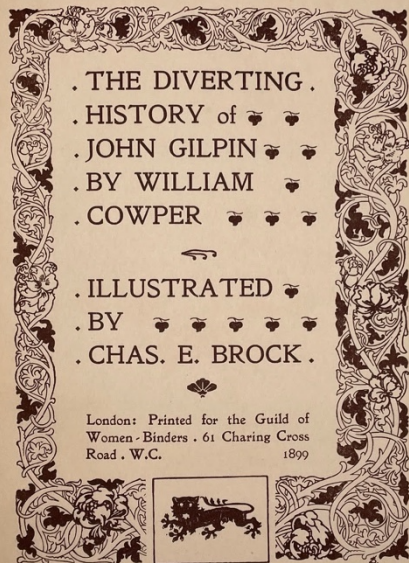 . THE DIVERTING .
. HISTORY of
. JOHN GILPIN
. BY WILLIAM
. COWPER
. ILLUSTRATED
. BY
. CHAS. E. BROCK .
London: Printed for the Guild of
Women-Binders . 61 Charing Cross
Road . W.C. 1899